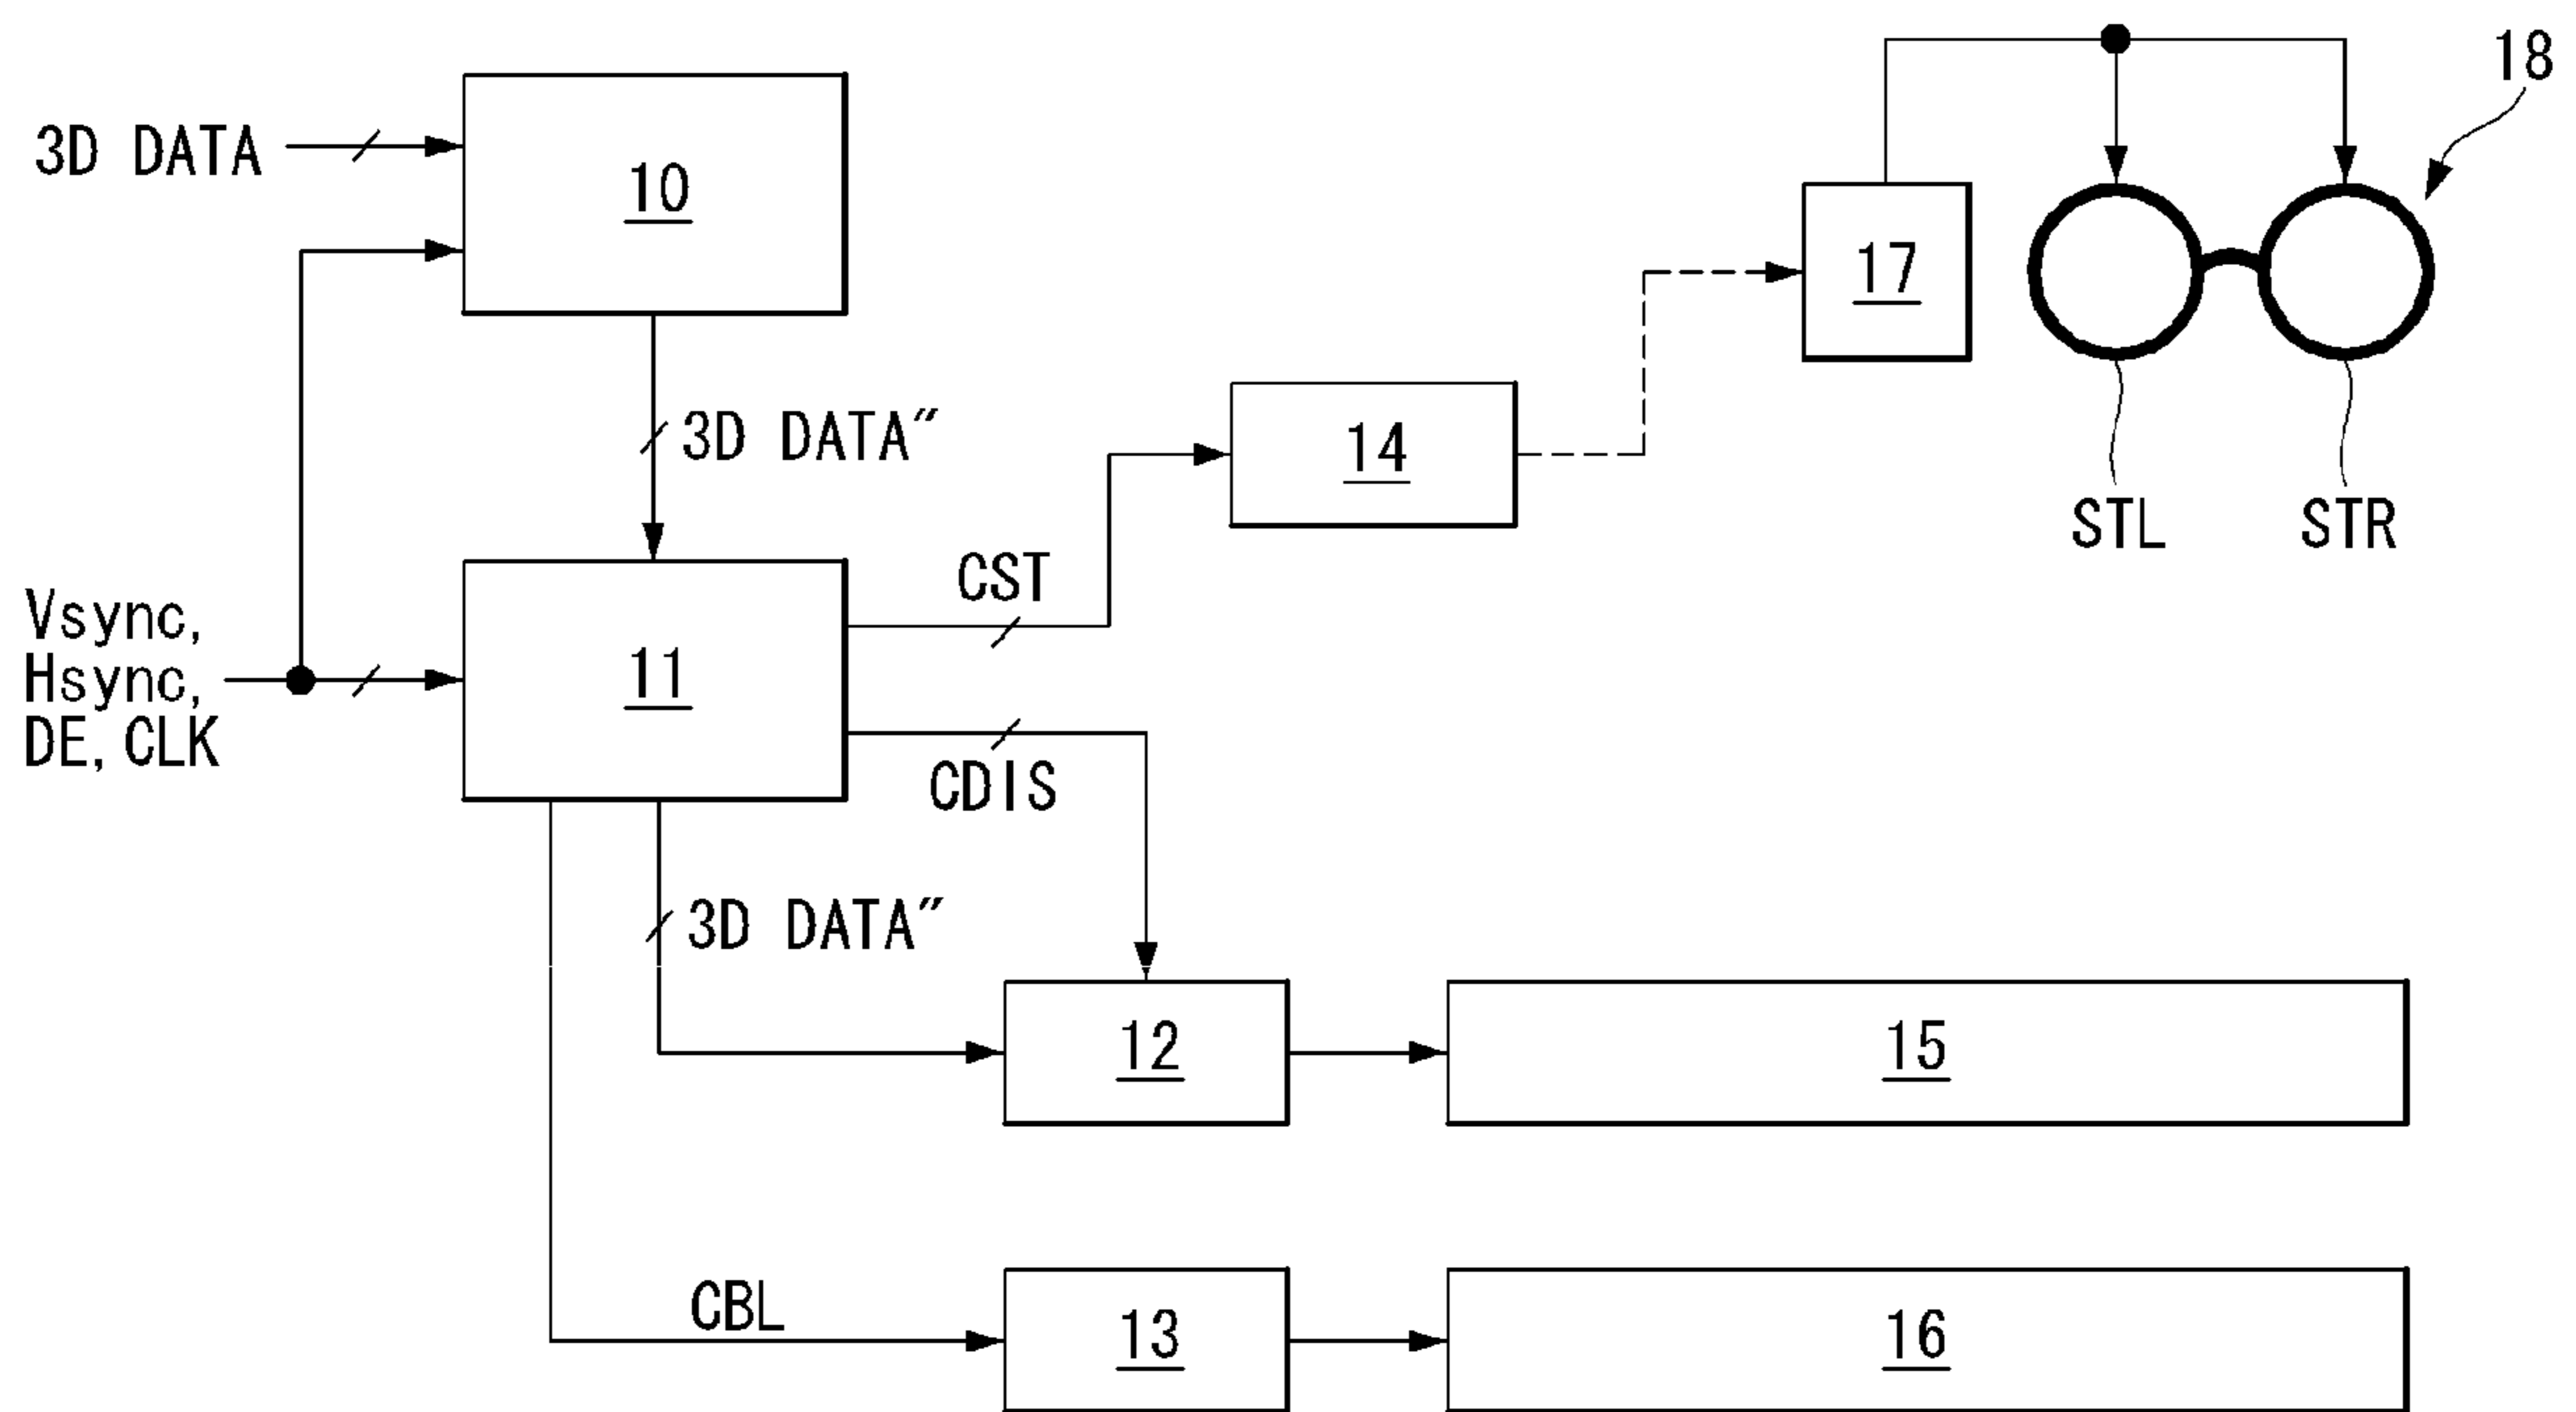 18
3D DATA
10
17
3D DATA"
14
STL
STR
CST
Vsync,
Hsync,
DE, CLK
11
CDIS
3D DATA"
12
15
CBL
13
16